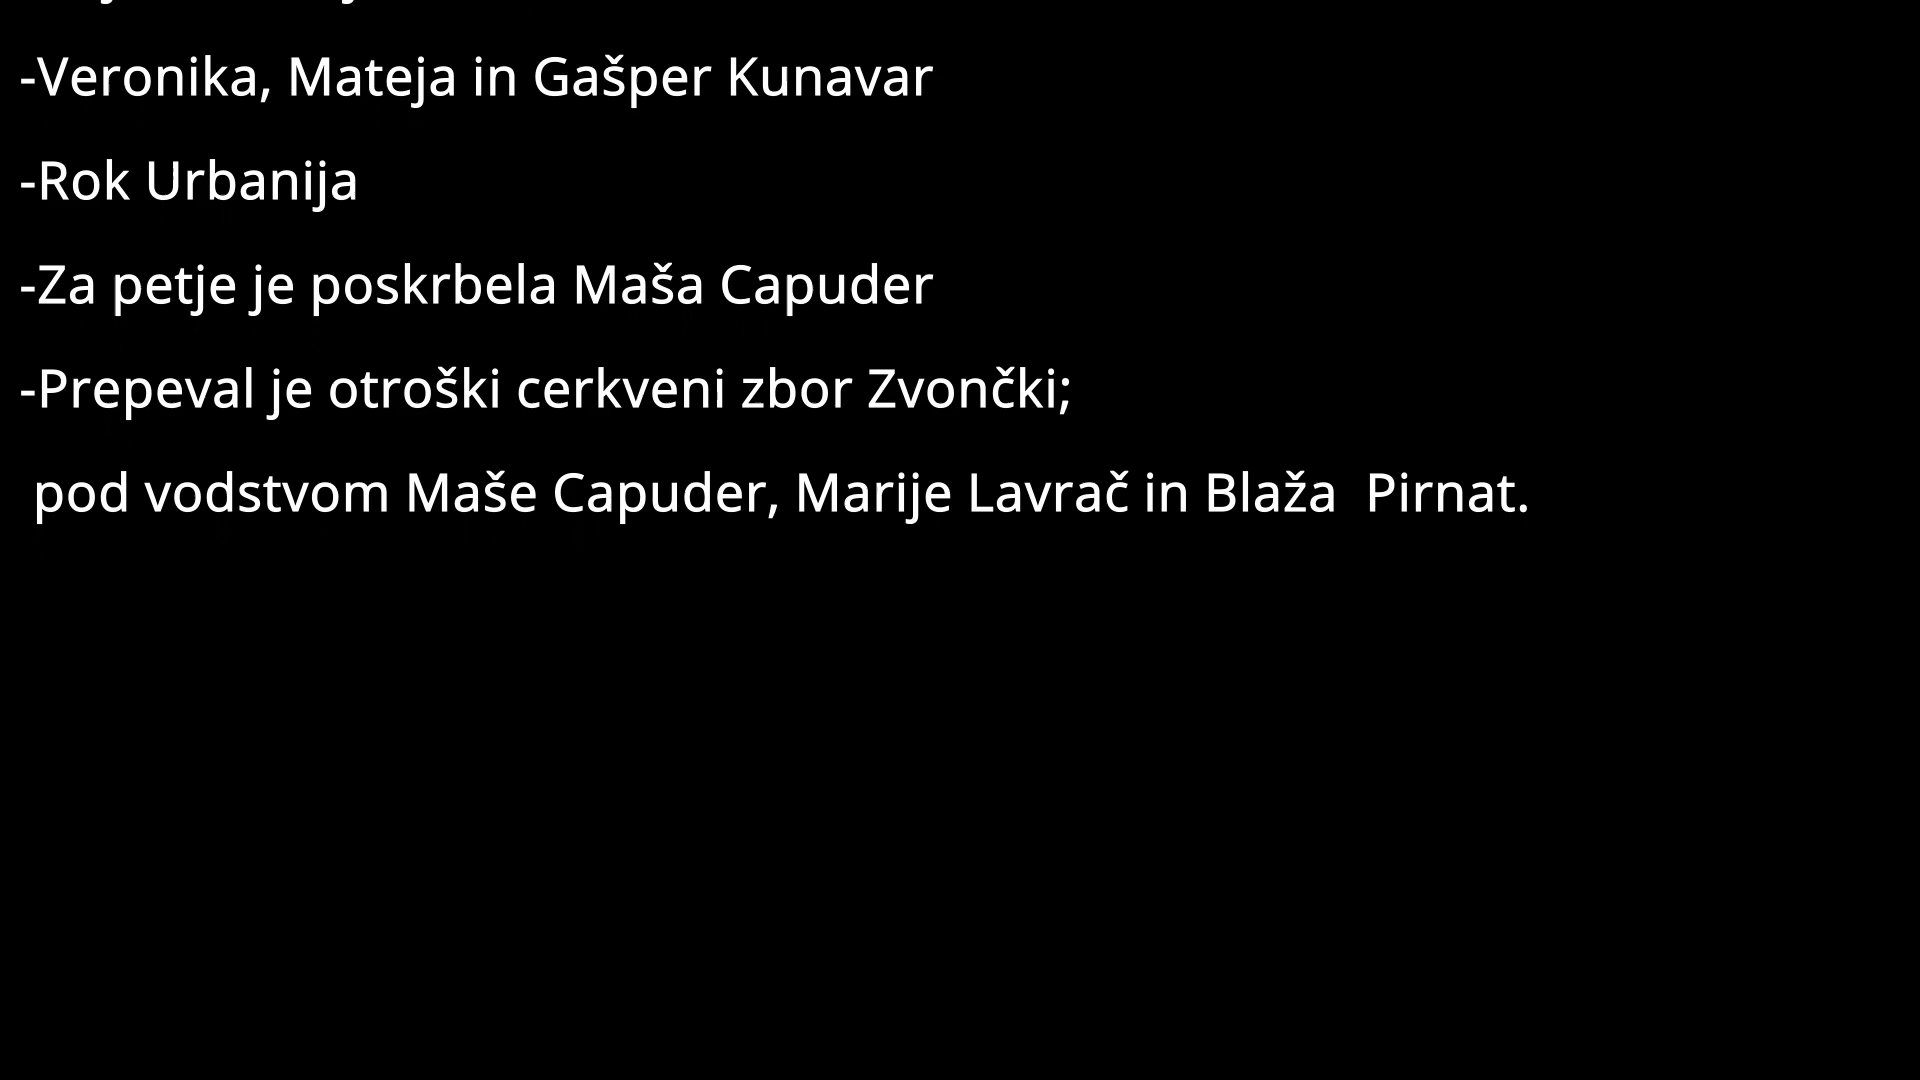 -Veronika, Mateja in Gašper Kunavar
-Rok Urbanija
-Za petje je poskrbela Maša Capuder
-Prepeval je otroški cerkveni zbor Zvončki;
pod vodstvom Maše Capuder, Marije Lavrač in Blaža  Pirnat.